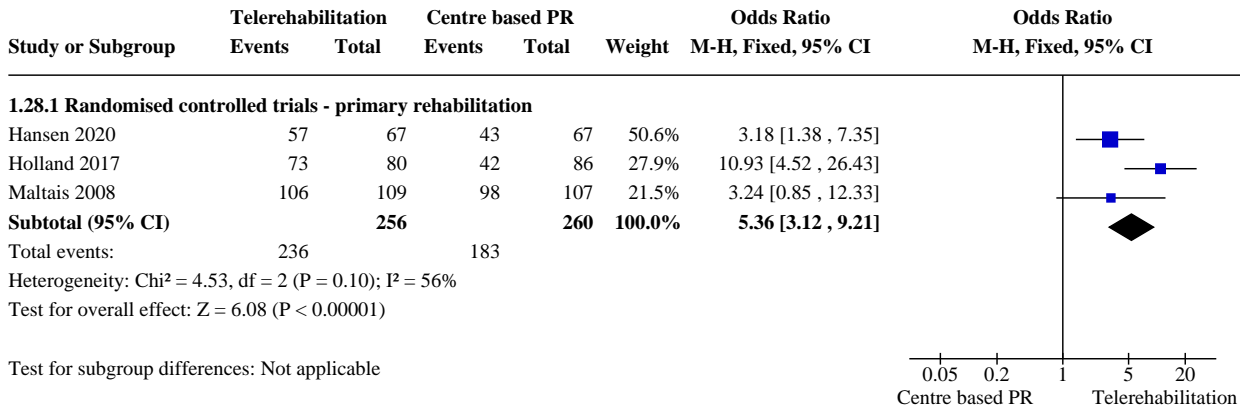 Telerehabilitation Centre based PR Odds Ratio Odds Ratio
Study or Subgroup Events Total Events Total Weight M-H, Fixed, 95% CI M-H, Fixed, 95% CI
1.28.1 Randomised controlled trials - primary rehabilitation
Hansen 2020 57 67 43 67 50.6% 3.18 [1.38 , 7.35]
Holland 2017 73 80 42 86 27.9% 10.93 [4.52 , 26.43]
Maltais 2008 106 109 98 107 21.5% 3.24 [0.85 , 12.33]
Subtotal (95% CI) 256 260 100.0% 5.36 [3.12 , 9.21]
Total events: 236 183
Heterogeneity: Chi² = 4.53, df = 2 (P = 0.10); I² = 56%
Test for overall effect: Z = 6.08 (P < 0.00001)
Test for subgroup differences: Not applicable
0.05 0.2 1 5 20
Centre based PR Telerehabilitation